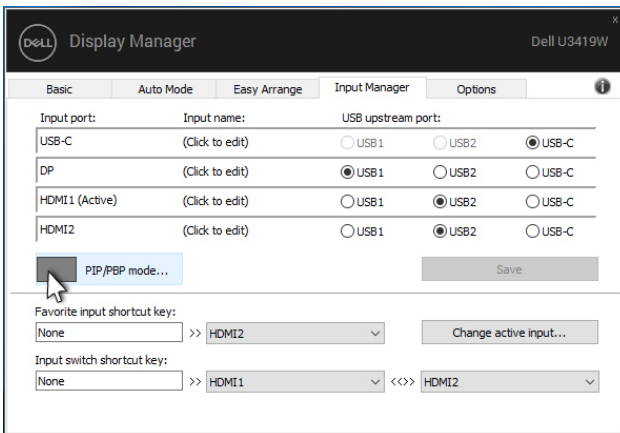 x
DELL Display Manager Dell U3419W
Basic Auto Mode Easy Arrange Input Manager Options i
Input port: Input name: USB upstream port:
USB-C (Click to edit) USB1 USB2 USB-C
DP (Click to edit) USB1 USB2 USB-C
HDMI1 (Active) (Click to edit) USB1 USB2 USB-C
HDMI2 (Click to edit) USB1 USB2 USB-C
PIP/PBP mode... Save
Favorite input shortcut key:
None >> HDMI2 Change active input...
Input switch shortcut key:
None >> HDMI1 <<>> HDMI2